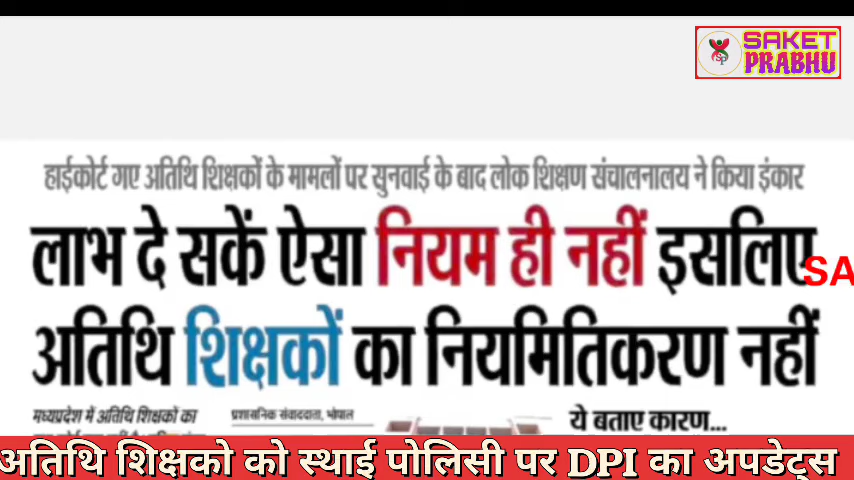 SAKET
PRABHU
हाईकोर्ट गए अतिथि शिक्षकों के मामलों पर सुनवाई के बाद लोक शिक्षण संचालनालय ने किया इंकार
लाभ दे सकें ऐसा नियम ही नहीं इसलिए
SA
अतिथि शिक्षकों का नियमितिकरण नहीं
मध्यप्रदेश में अतिथि शिक्षकों का
प्रशासनिक संवाददाता, भोपाल
ये बताए कारण...
अतिथि शिक्षको को स्थाई पोलिसी पर DPI का अपडेट्स